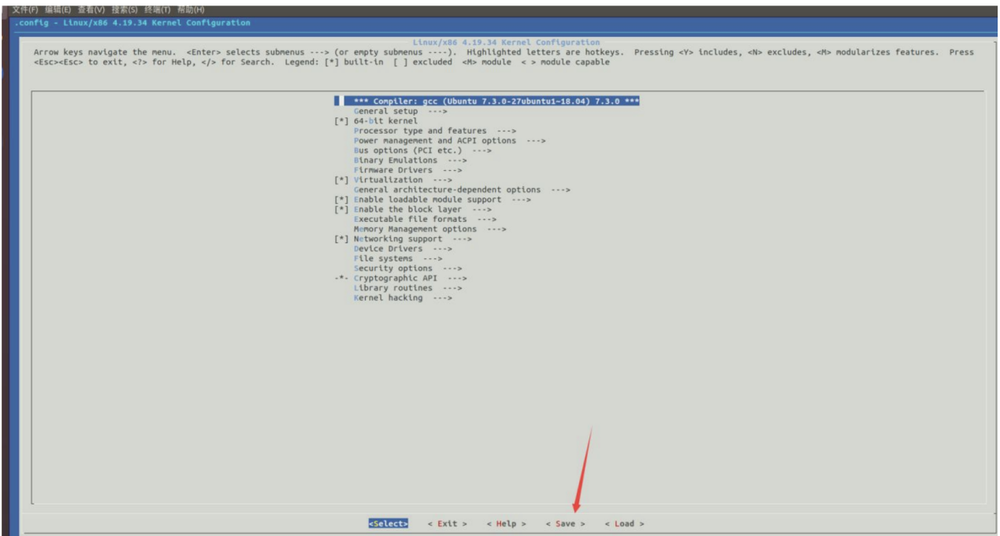 文件(F) 编辑(E) 查看(V) 搜索(S) 终端(T) 帮助(H)
.config - Linux/x86 4.19.34 Kernel Configuration
Linux/x86 4.19.34 Kernel Configuration
Arrow keys navigate the menu.  <Enter> selects submenus ---> (or empty submenus ----).  Highlighted letters are hotkeys.  Pressing <Y> includes, <N> excludes, <M> modularizes features.  Press
<Esc><Esc> to exit, <?> for Help, </> for Search.  Legend: [*] built-in  [ ] excluded  <M> module  < > module capable
*** Compiler: gcc (Ubuntu 7.3.0-27ubuntu1~18.04) 7.3.0 ***
General setup  --->
[*] 64-bit kernel
Processor type and features  --->
Power management and ACPI options  --->
Bus options (PCI etc.)  --->
Binary Emulations  --->
Firmware Drivers  --->
[*] Virtualization  --->
General architecture-dependent options  --->
[*] Enable loadable module support  --->
[*] Enable the block layer  --->
Executable file formats  --->
Memory Management options  --->
[*] Networking support  --->
Device Drivers  --->
File systems  --->
Security options  --->
-*- Cryptographic API  --->
Library routines  --->
Kernel hacking  --->
<Select>    < Exit >    < Help >    < Save >    < Load >